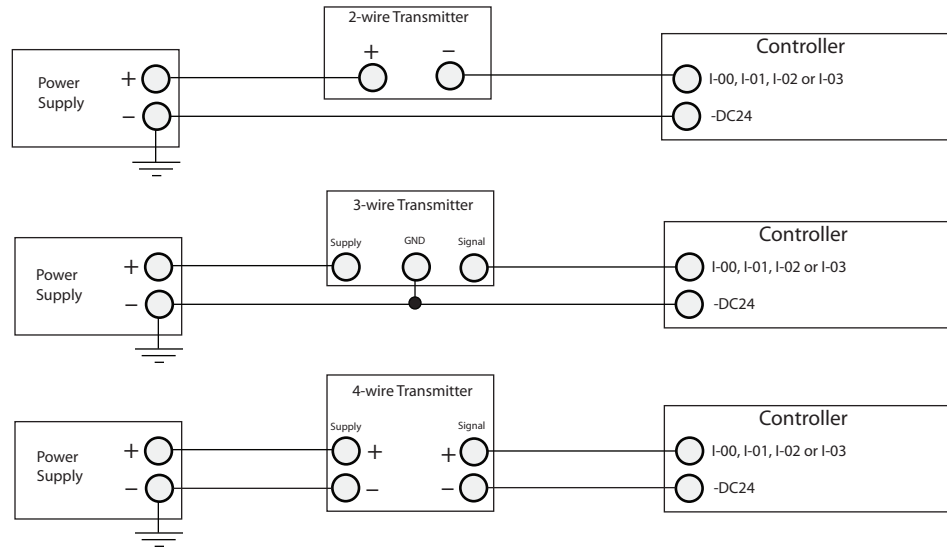 2-wire Transmitter
+
−
Power
Supply
+
−
Controller
I-00, I-01, I-02 or I-03
-DC24
3-wire Transmitter
Supply
GND
Signal
Power
Supply
+
−
Controller
I-00, I-01, I-02 or I-03
-DC24
4-wire Transmitter
Supply
Signal
+
−
+
−
Power
Supply
+
−
Controller
I-00, I-01, I-02 or I-03
-DC24